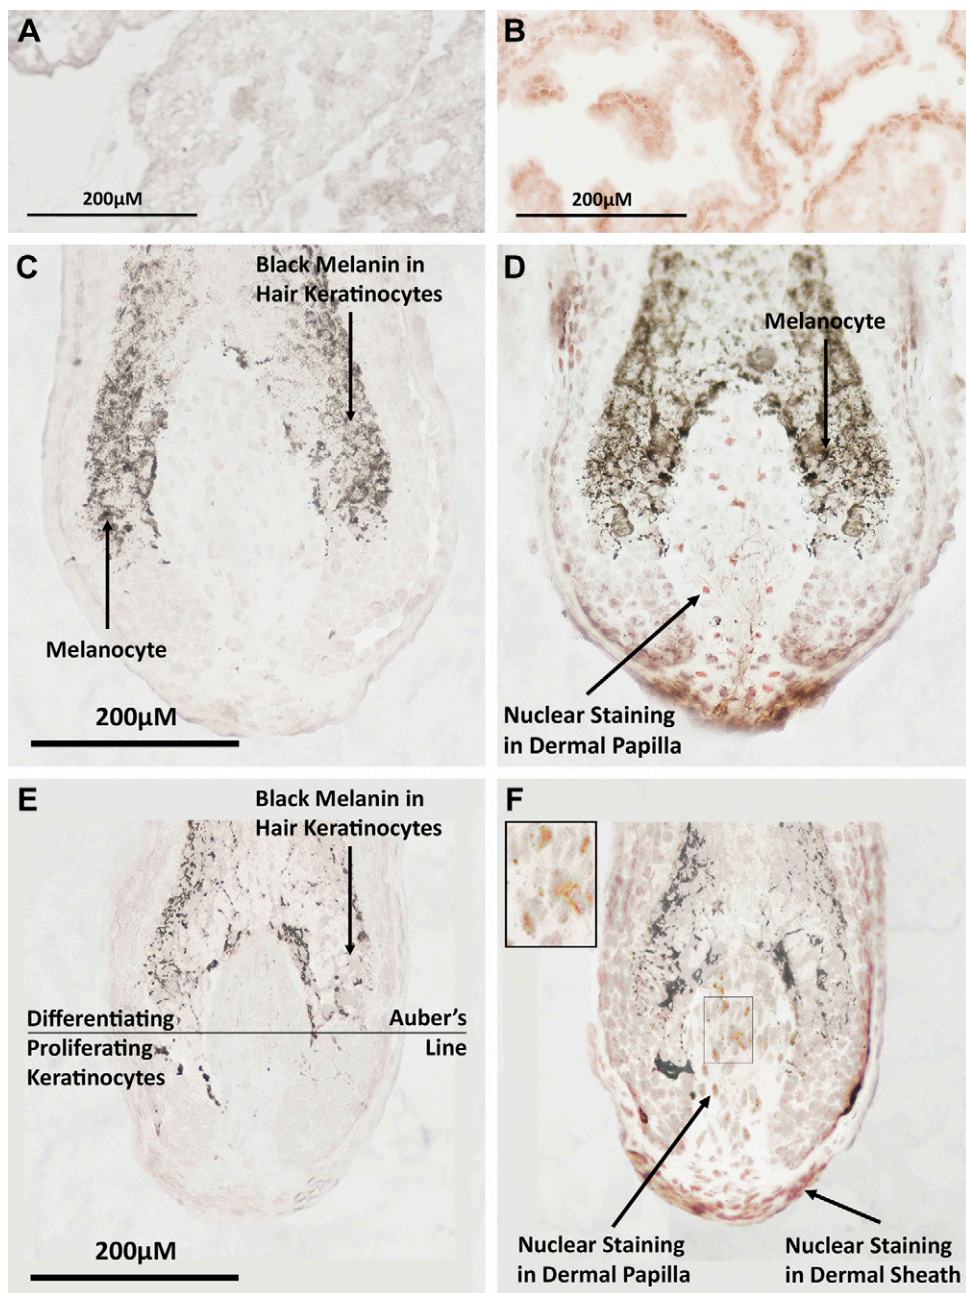 A
B
200µM
200µM
C
Black Melanin in
Hair Keratinocytes
D
Melanocyte
Melanocyte
200µM
Nuclear Staining
in Dermal Papilla
E
Black Melanin in
Hair Keratinocytes
F
Differentiating
Auber's
Proliferating
Line
Keratinocytes
200µM
Nuclear Staining
in Dermal Papilla
Nuclear Staining
in Dermal Sheath